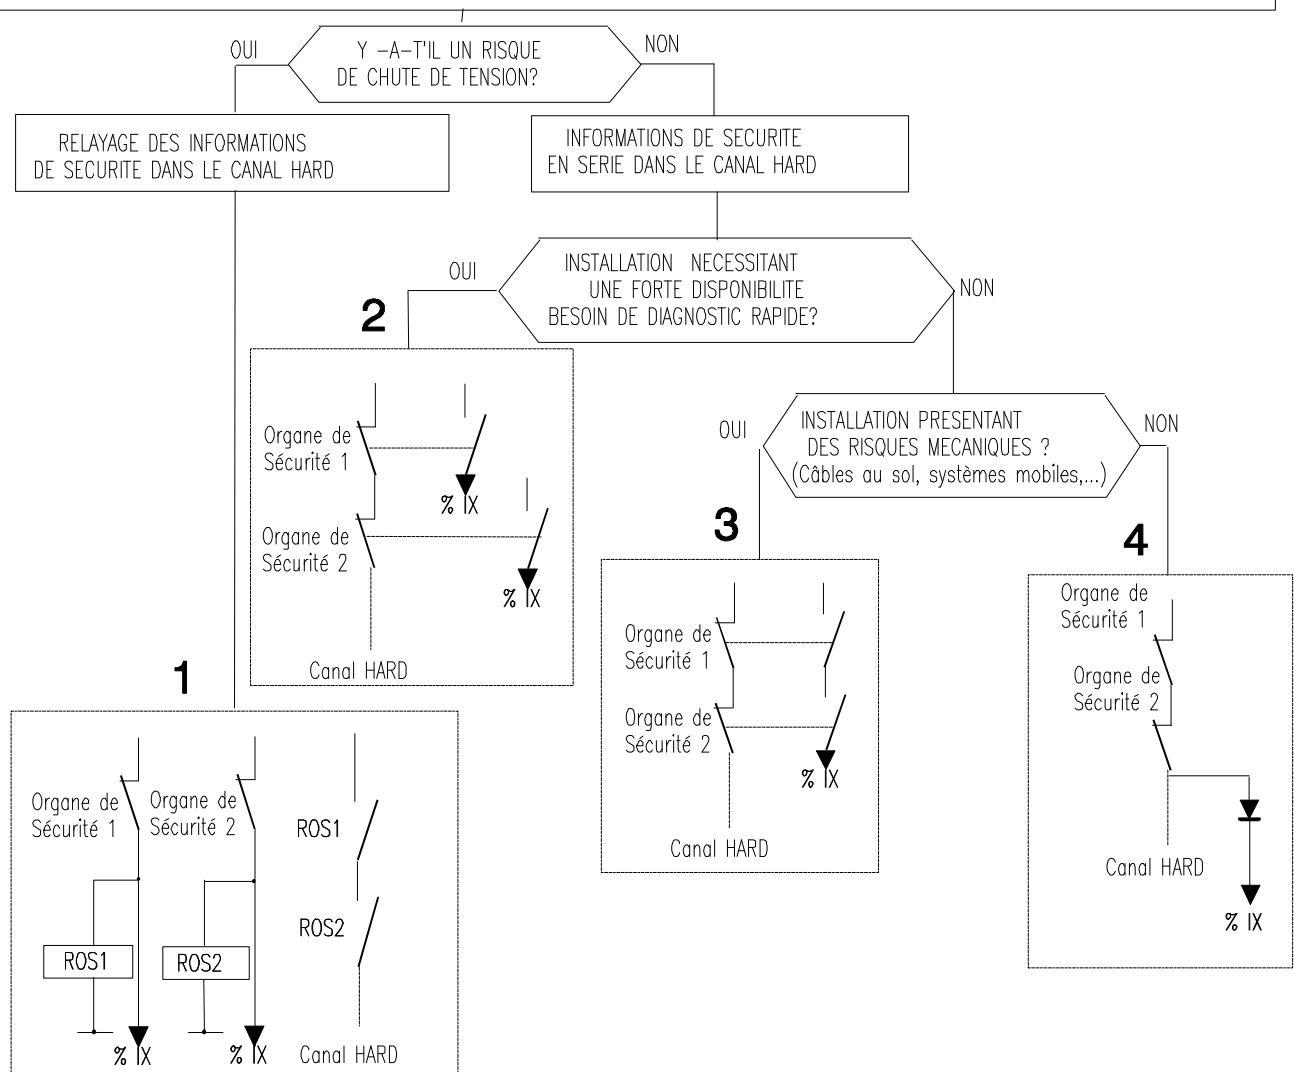 OUI
Y –A–T'IL UN RISQUE
DE CHUTE DE TENSION?
NON
RELAYAGE DES INFORMATIONS
DE SECURITE DANS LE CANAL HARD
INFORMATIONS DE SECURITE
EN SERIE DANS LE CANAL HARD
OUI
INSTALLATION NECESSITANT
UNE FORTE DISPONIBILITE
BESOIN DE DIAGNOSTIC RAPIDE?
NON
2
Organe de
Sécurité 1
% IX
Organe de
Sécurité 2
% IX
Canal HARD
OUI
INSTALLATION PRESENTANT
DES RISQUES MECANIQUES ?
(Câbles au sol, systèmes mobiles,...)
NON
3
Organe de
Sécurité 1
Organe de
Sécurité 2
% IX
Canal HARD
4
Organe de
Sécurité 1
Organe de
Sécurité 2
Canal HARD
% IX
1
Organe de
Sécurité 1
Organe de
Sécurité 2
ROS1
ROS2
ROS1
ROS2
% IX
% IX
Canal HARD